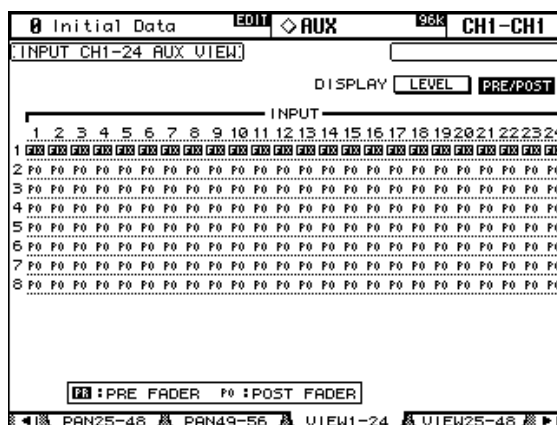 0 Initial Data EDIT ◇AUX 96k CH1-CH1
INPUT CH1-24 AUX VIEW
DISPLAY LEVEL PRE/POST
INPUT
1 2 3 4 5 6 7 8 9 10 11 12 13 14 15 16 17 18 19 20 21 22 23 24
1 FIX FIX FIX FIX FIX FIX FIX FIX FIX FIX FIX FIX FIX FIX FIX FIX FIX FIX FIX FIX FIX FIX FIX
2 PO PO PO PO PO PO PO PO PO PO PO PO PO PO PO PO PO PO PO PO PO PO PO
3 PO PO PO PO PO PO PO PO PO PO PO PO PO PO PO PO PO PO PO PO PO PO PO
4 PO PO PO PO PO PO PO PO PO PO PO PO PO PO PO PO PO PO PO PO PO PO PO
5 PO PO PO PO PO PO PO PO PO PO PO PO PO PO PO PO PO PO PO PO PO PO PO
6 PO PO PO PO PO PO PO PO PO PO PO PO PO PO PO PO PO PO PO PO PO PO PO
7 PO PO PO PO PO PO PO PO PO PO PO PO PO PO PO PO PO PO PO PO PO PO PO
8 PO PO PO PO PO PO PO PO PO PO PO PO PO PO PO PO PO PO PO PO PO PO PO
PR :PRE FADER PO :POST FADER
PAN25-48 PAN49-56 VIEW1-24 VIEW25-48